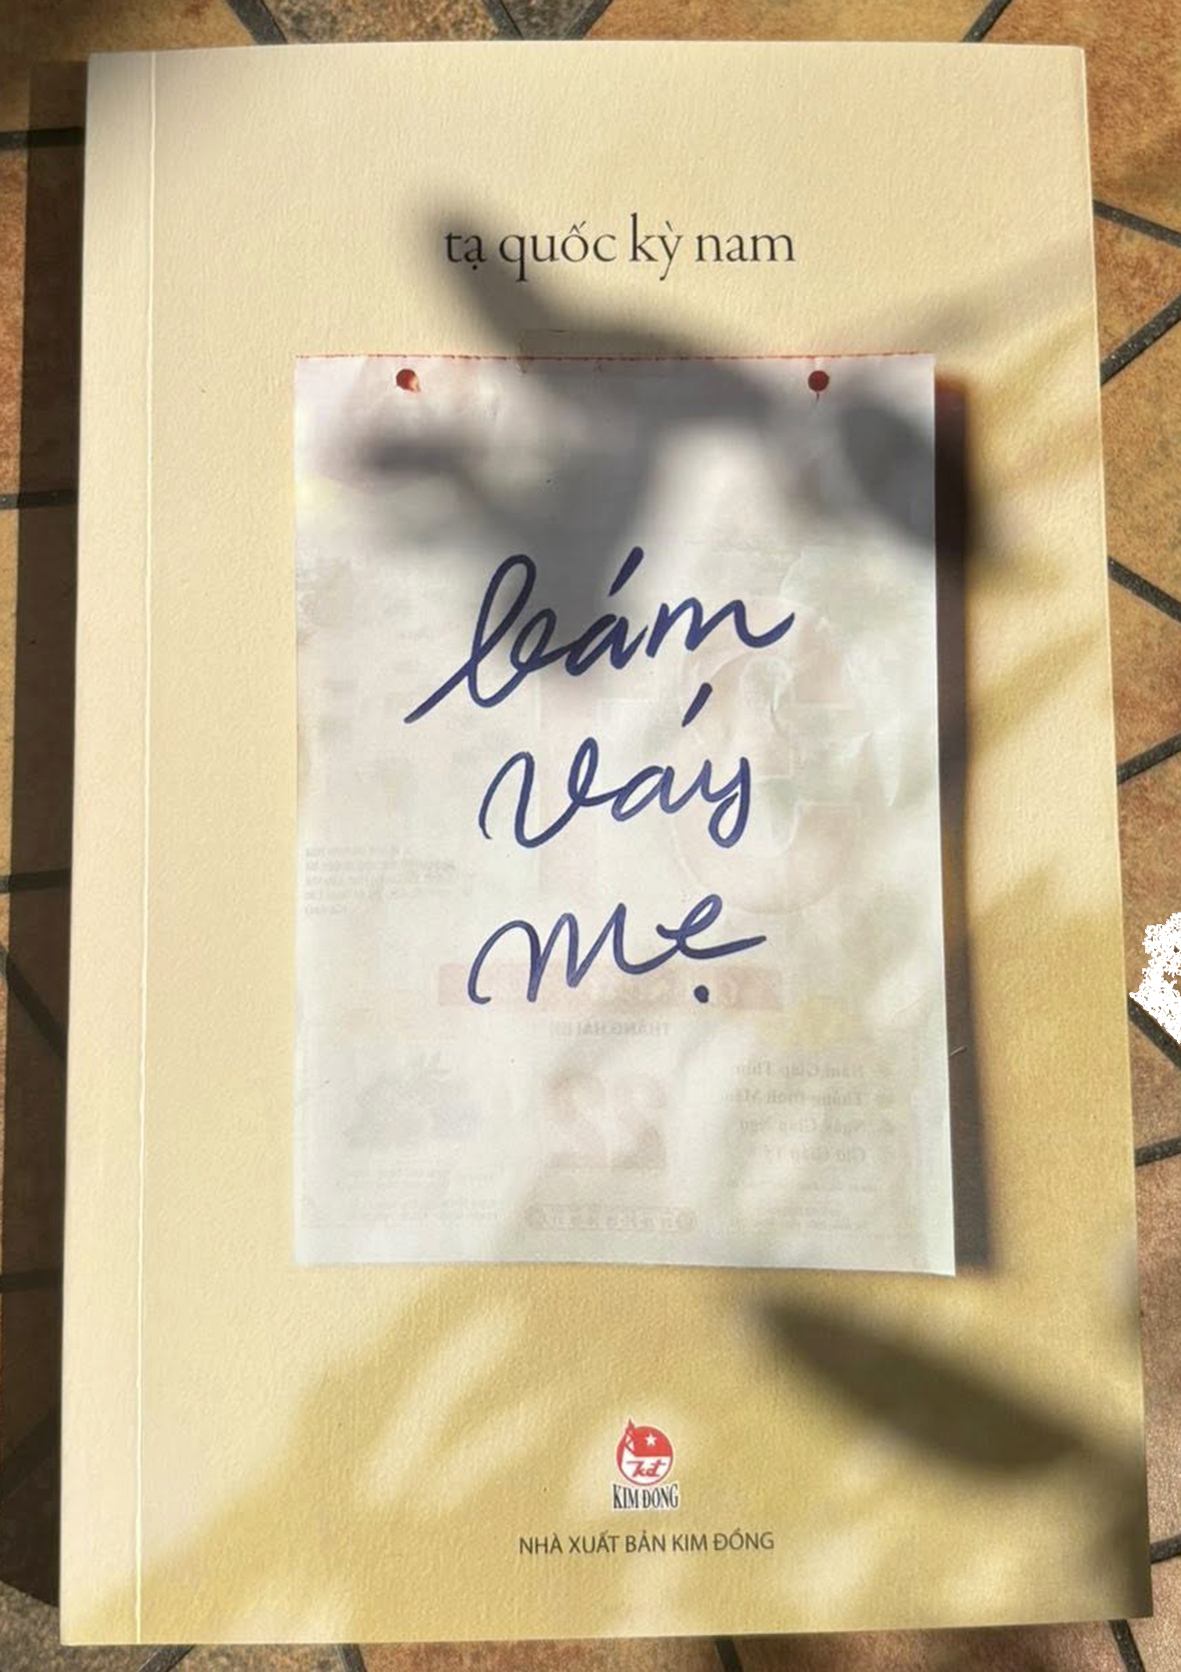 tạ quốc kỳ nam
bám
váy
mẹ
KIM ĐỒNG
NHÀ XUẤT BẢN KIM ĐỒNG